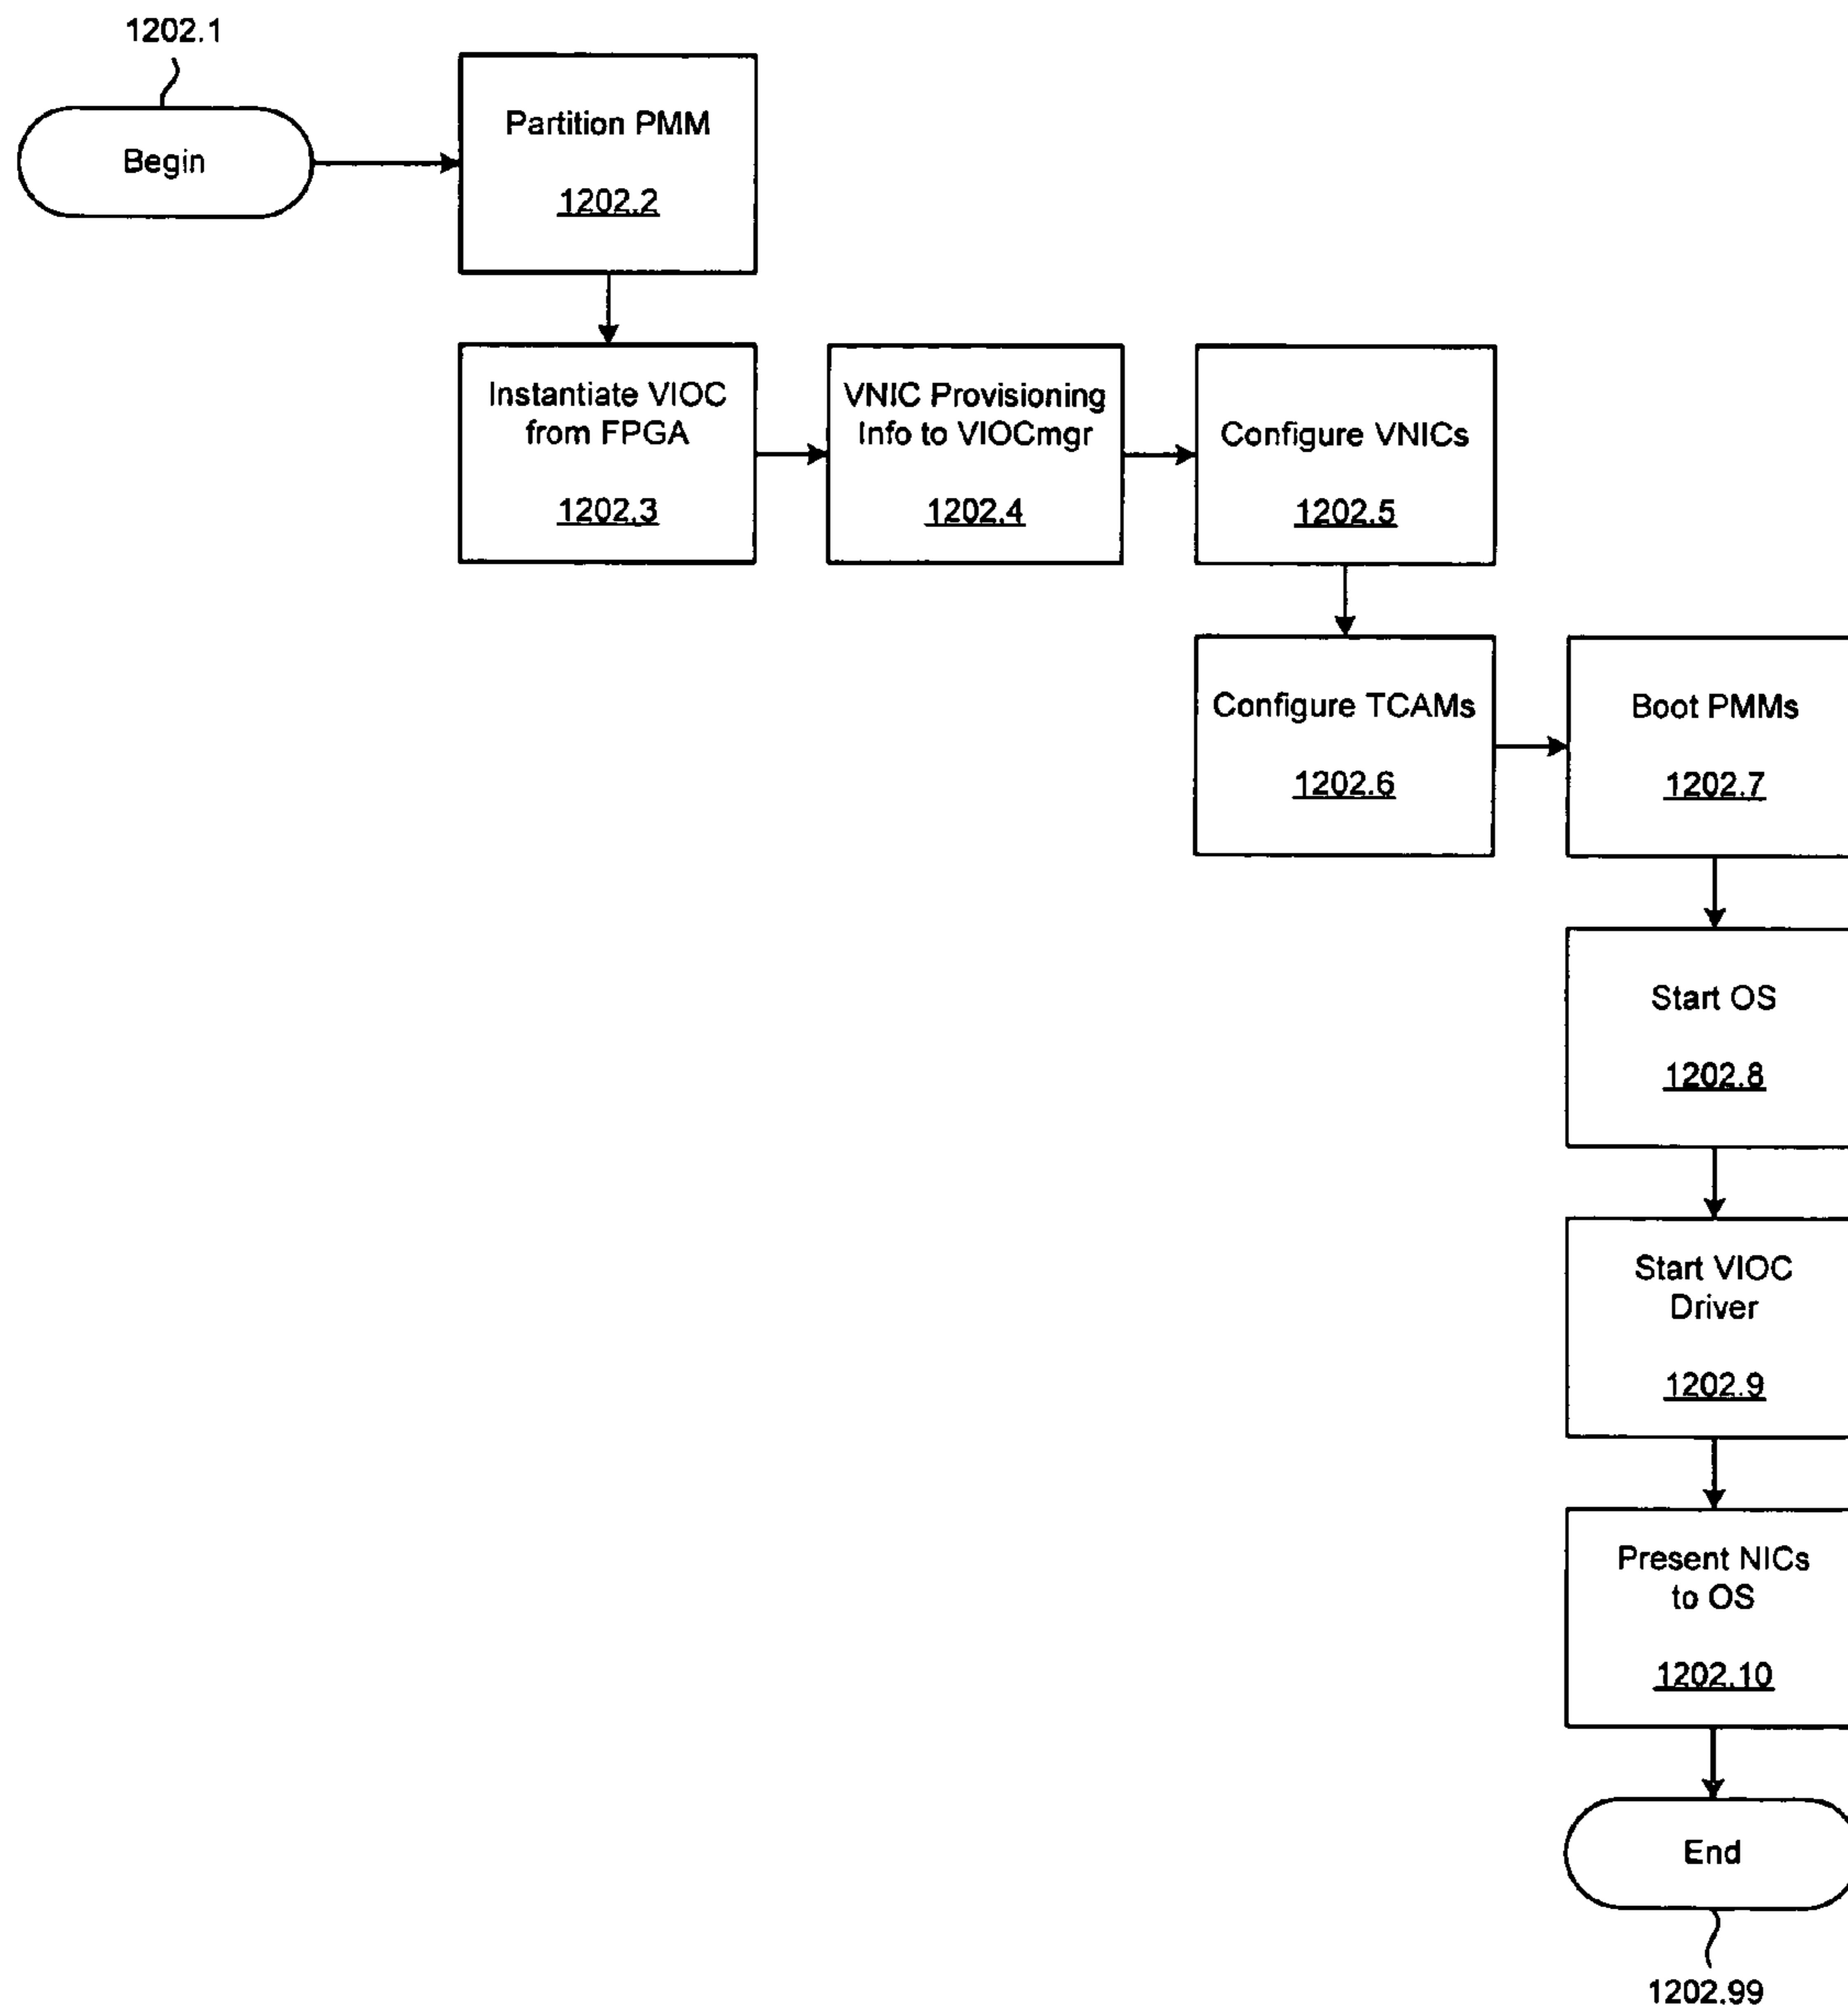 1202.1
Begin
Partition PMM
1202.2
Instantiate VIOC
from FPGA
1202.3
VNIC Provisioning
Info to VIOCmgr
1202.4
Configure VNICs
1202.5
Configure TCAMs
1202.6
Boot PMMs
1202.7
Start OS
1202.8
Start VIOC
Driver
1202.9
Present NICs
to OS
1202.10
End
1202.99